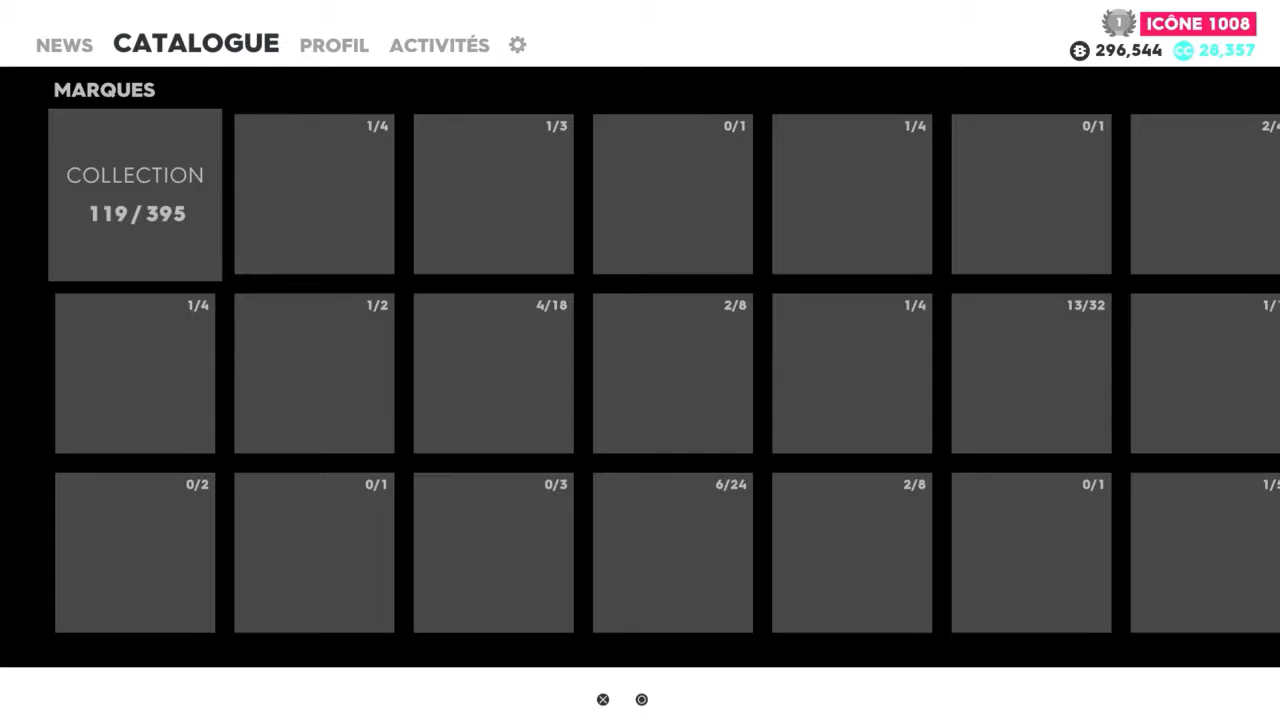 NEWS CATALOGUE PROFIL ACTIVITÉS
1 ICÔNE 1008
296,544 CC 28,357
MARQUES
COLLECTION
119 / 395
1/4 1/3 0/1 1/4 0/1
1/4 1/2 4/18 2/8 1/4 13/32
0/2 0/1 0/3 6/24 2/8 0/1